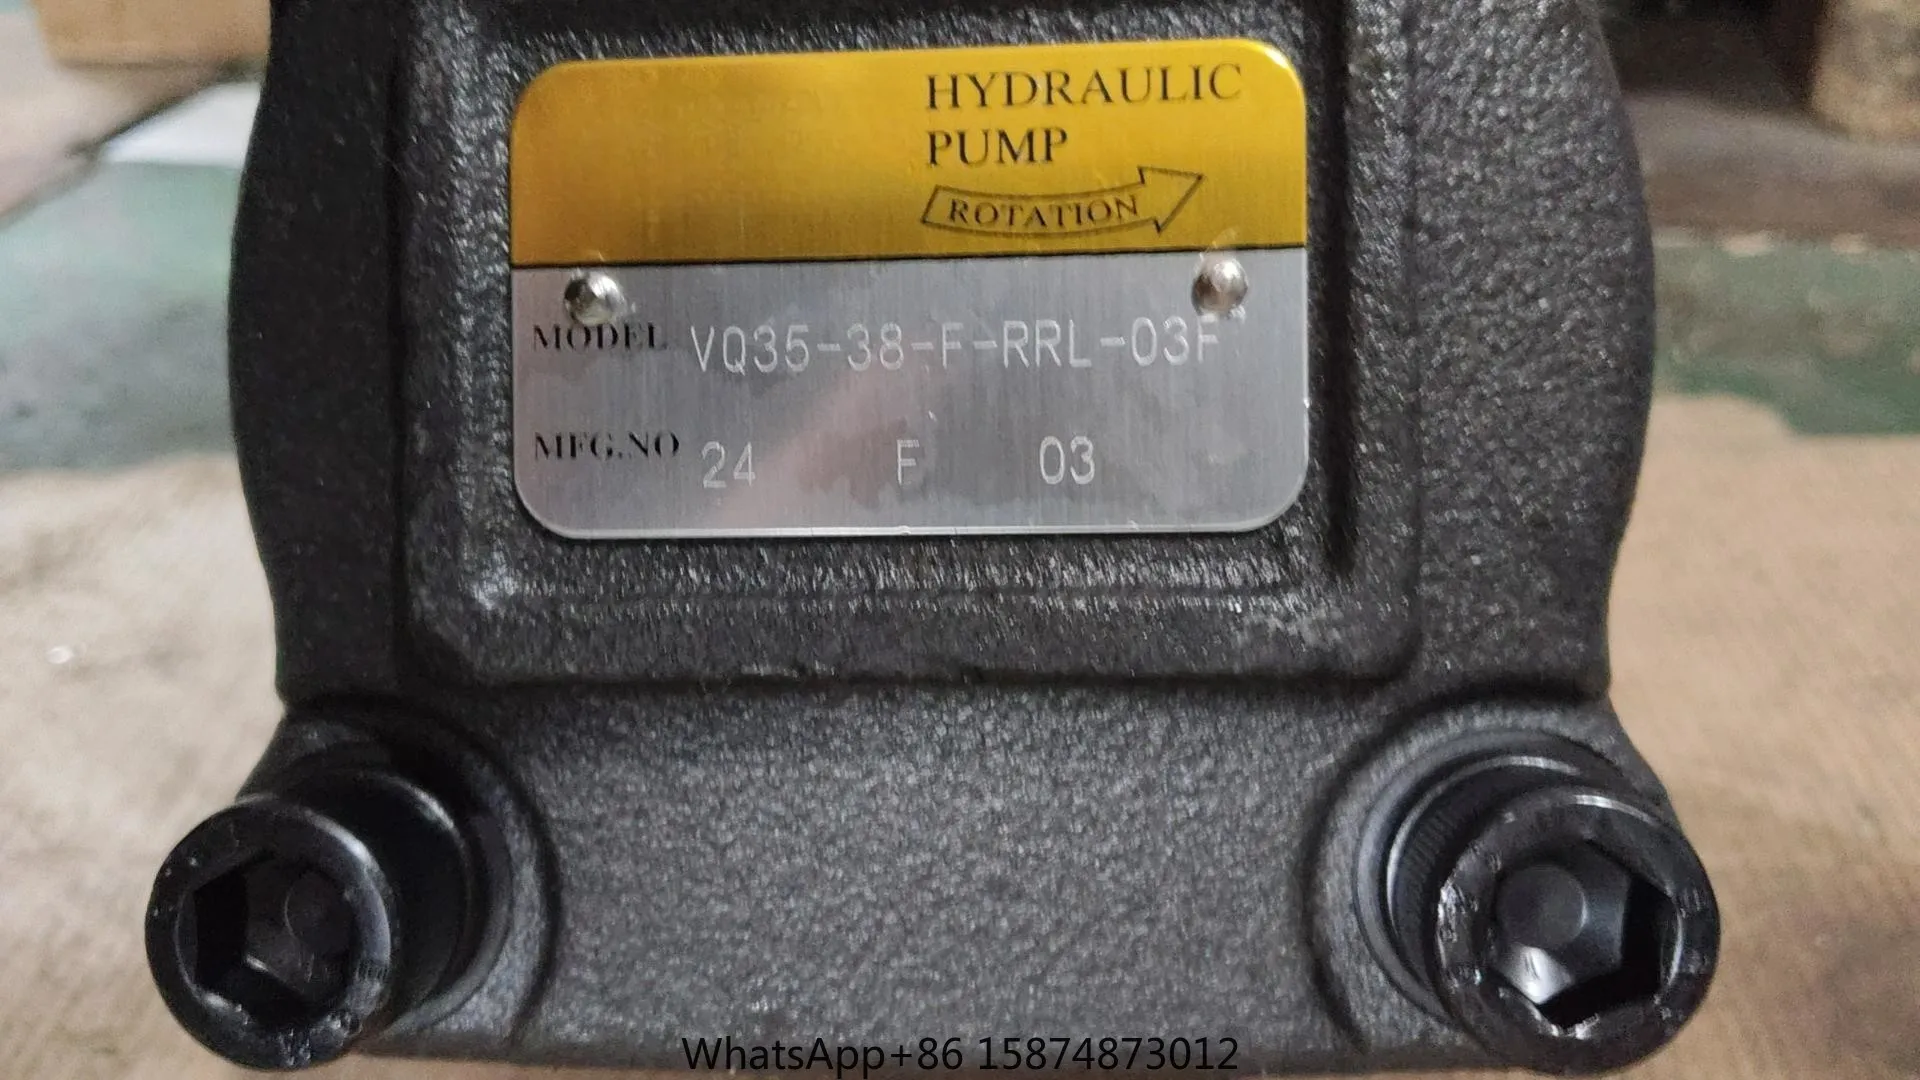 HYDRAULIC
PUMP
ROTATION
MODEL VQ35-38-F-RRL-03F
MFG.NO 24 F 03
WhatsApp+86 15874873012